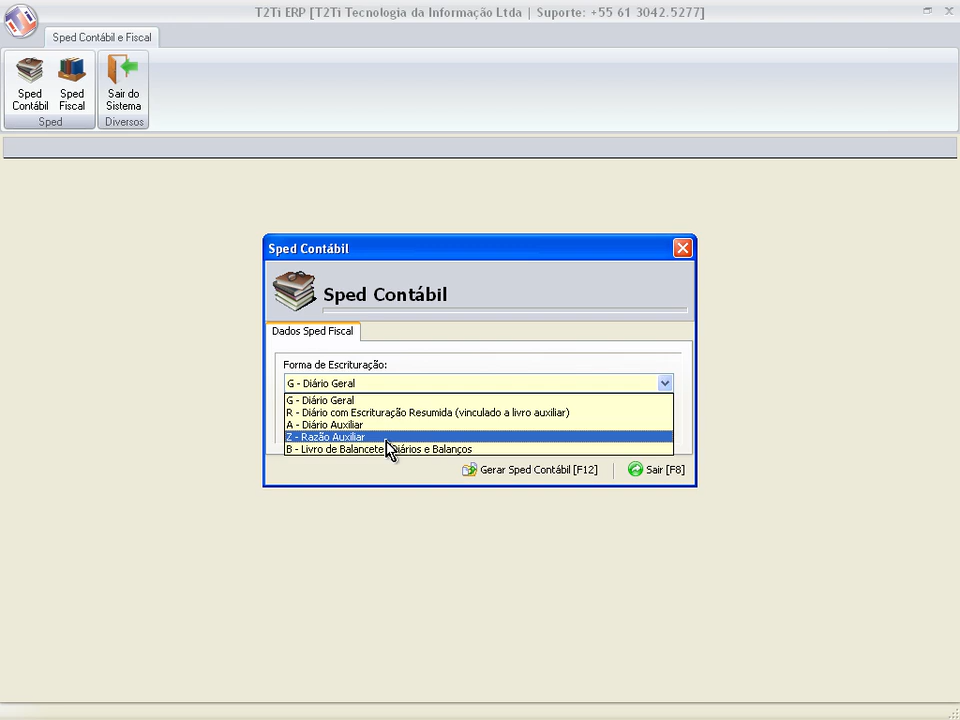 T2Ti ERP [T2Ti Tecnologia da Informação Ltda | Suporte: +55 61 3042.5277]
Sped Contábil e Fiscal
Sped Contábil
Sped Fiscal
Sair do Sistema
Sped
Diversos
Sped Contábil
Sped Contábil
Dados Sped Fiscal
Forma de Escrituração:
G - Diário Geral
G - Diário Geral
R - Diário com Escrituração Resumida (vinculado a livro auxiliar)
A - Diário Auxiliar
Z - Razão Auxiliar
B - Livro de Balancete Diários e Balanços
Gerar Sped Contábil [F12]
Sair [F8]